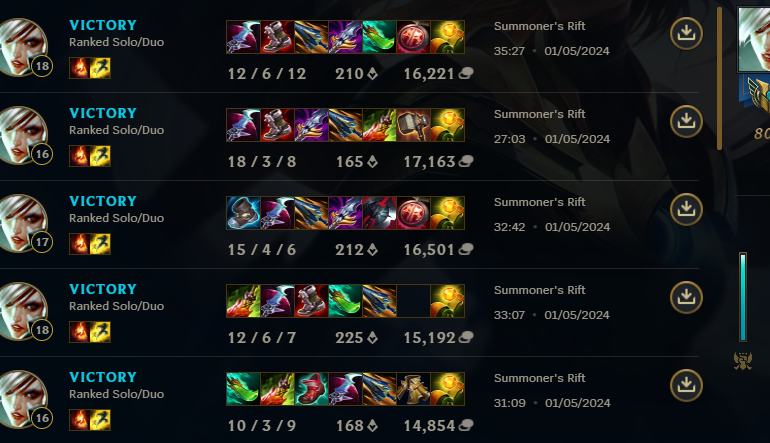 VICTORY
Ranked Solo/Duo
18
12 / 6 / 12 210 16,221
Summoner's Rift
35:27 • 01/05/2024
VICTORY
Ranked Solo/Duo
16
18 / 3 / 8 165 17,163
Summoner's Rift
27:03 • 01/05/2024
VICTORY
Ranked Solo/Duo
17
15 / 4 / 6 212 16,501
Summoner's Rift
32:42 • 01/05/2024
VICTORY
Ranked Solo/Duo
18
12 / 6 / 7 225 15,192
Summoner's Rift
33:07 • 01/05/2024
VICTORY
Ranked Solo/Duo
16
10 / 3 / 9 168 14,854
Summoner's Rift
31:09 • 01/05/2024